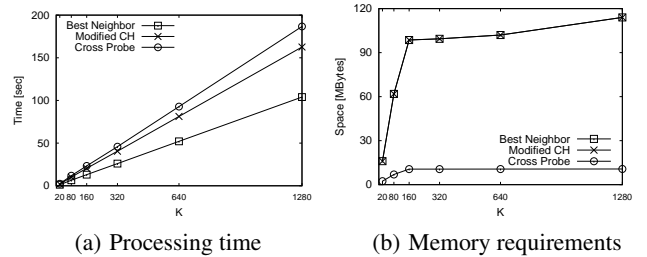 200
150
100
50
0
Time [sec]
Best Neighbor
Modified CH
Cross Probe
20 80 160 320 640 1280
K
(a) Processing time
120
90
60
30
0
Space [MBytes]
Best Neighbor
Modified CH
Cross Probe
20 80 160 320 640 1280
K
(b) Memory requirements